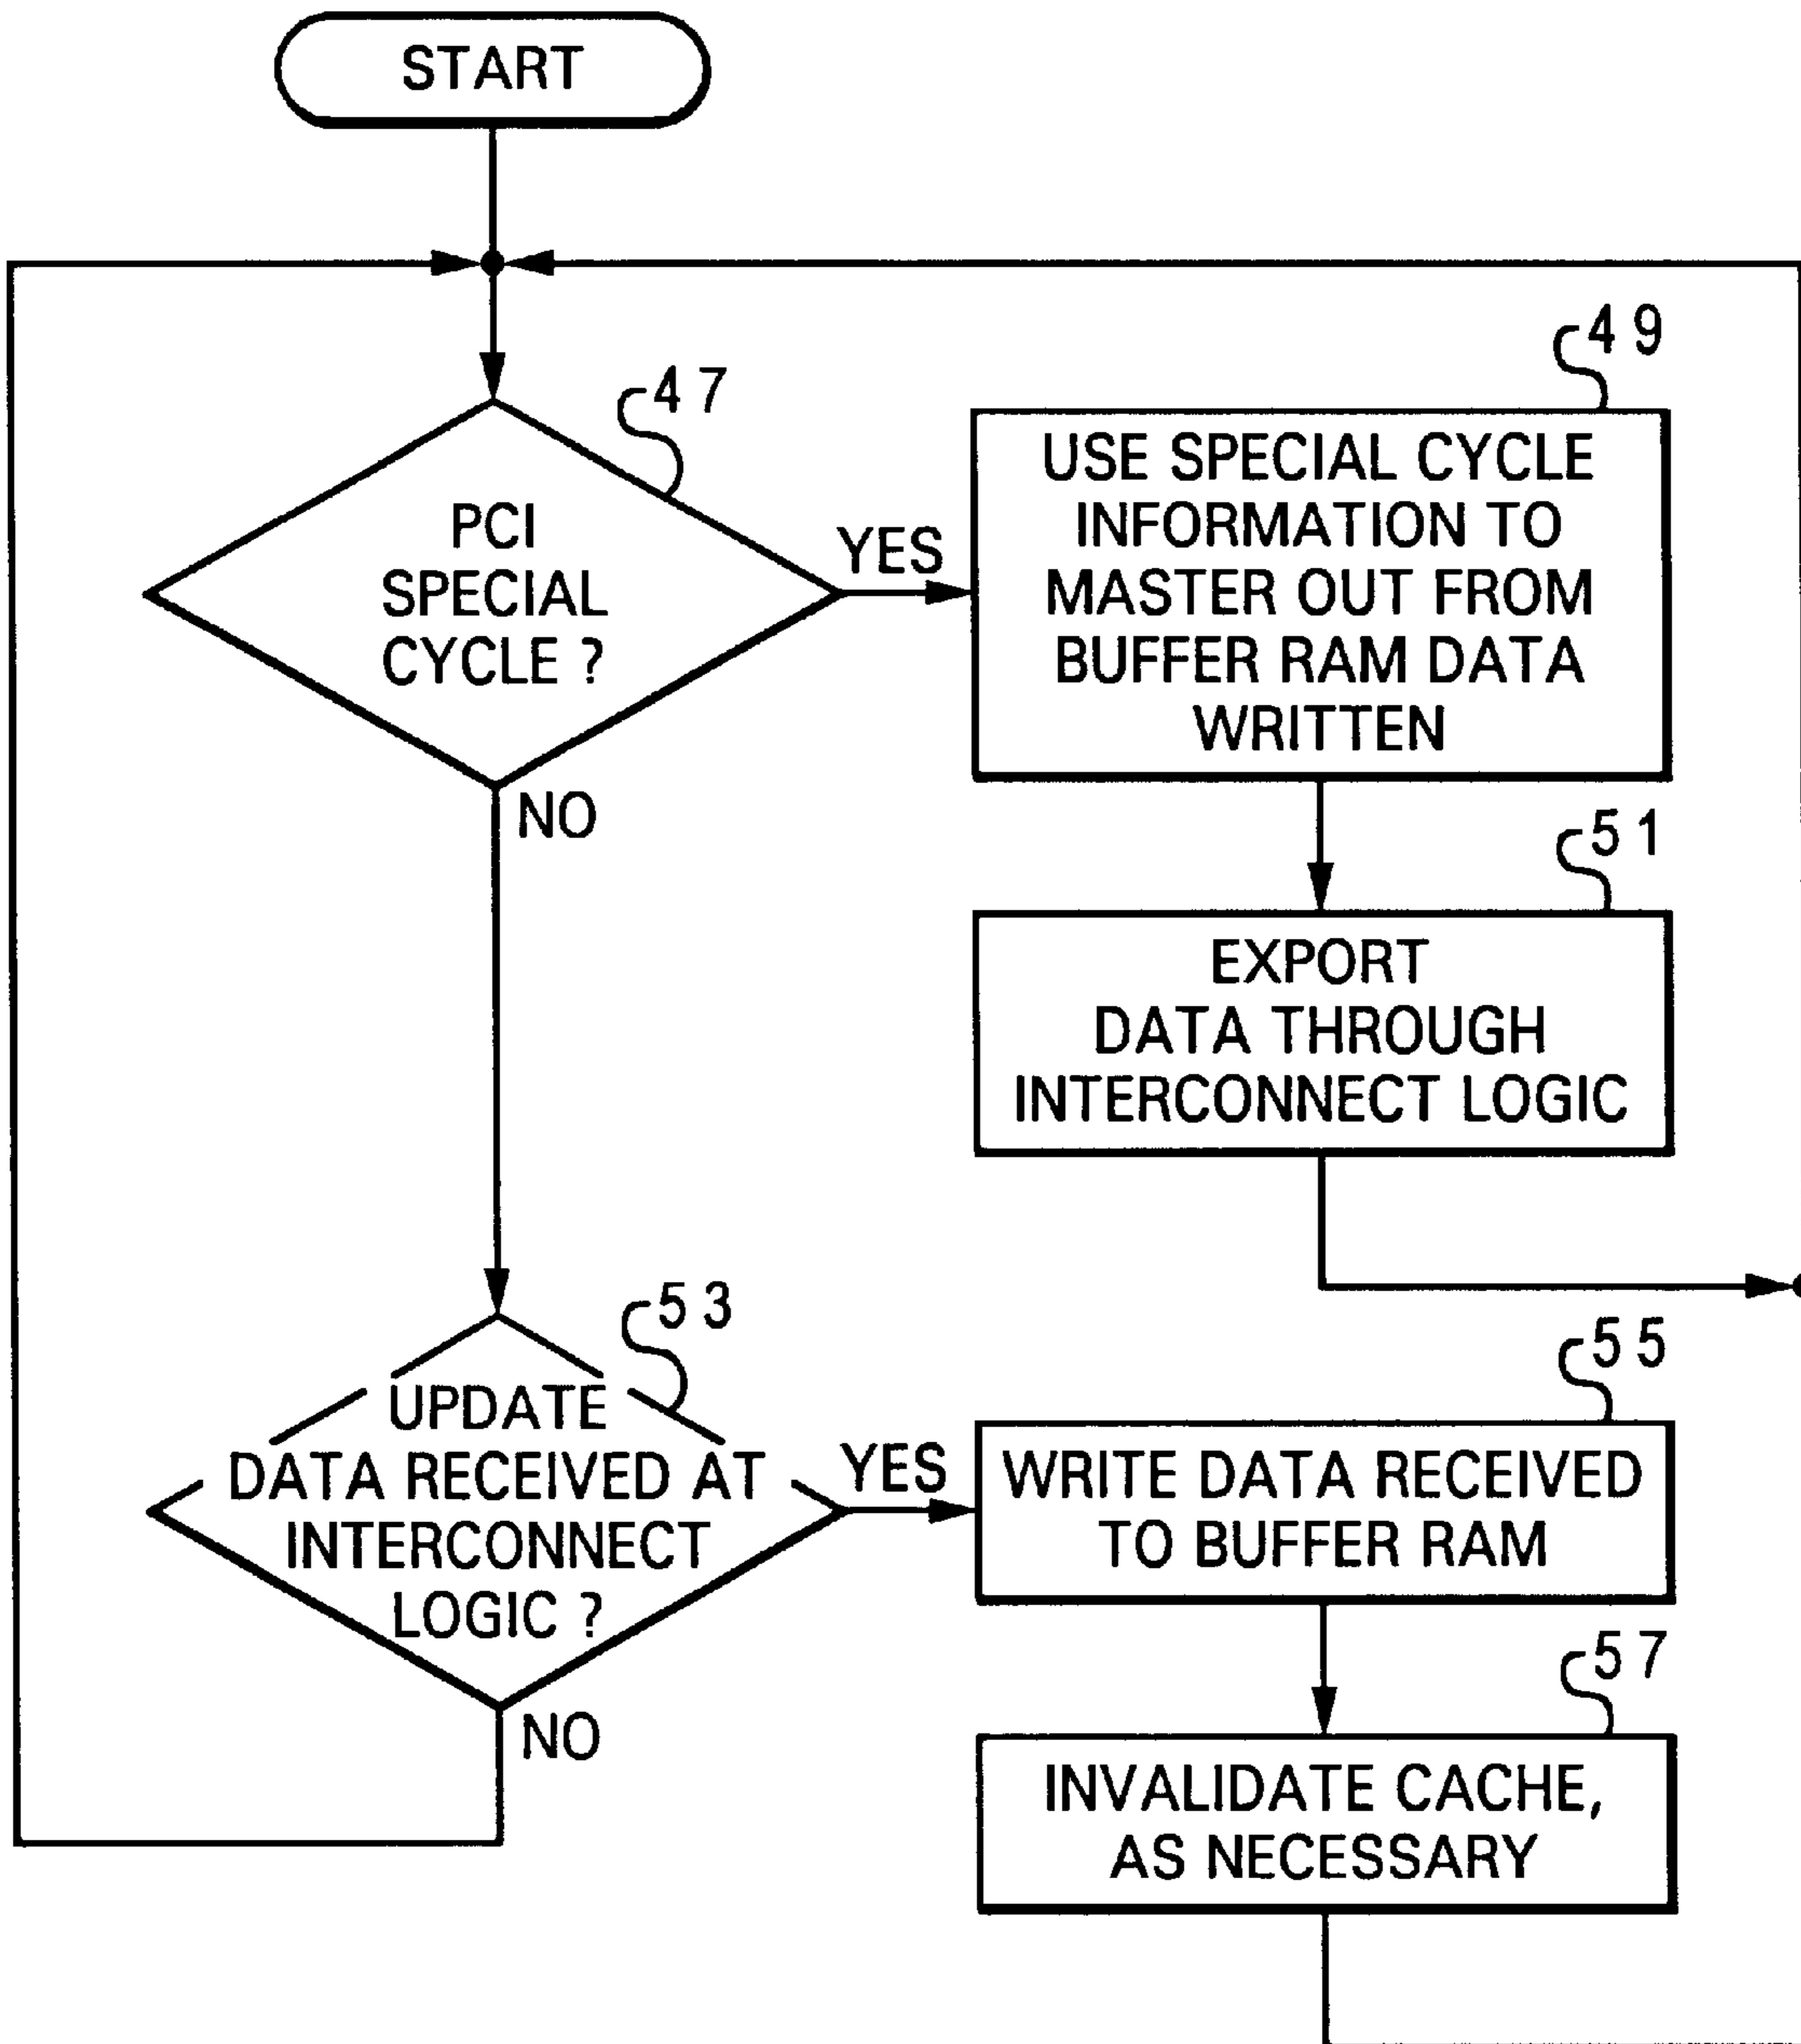 START
47
PCI
SPECIAL
CYCLE ?
YES
NO
49
USE SPECIAL CYCLE
INFORMATION TO
MASTER OUT FROM
BUFFER RAM DATA
WRITTEN
51
EXPORT
DATA THROUGH
INTERCONNECT LOGIC
53
UPDATE
DATA RECEIVED AT
INTERCONNECT
LOGIC ?
YES
NO
55
WRITE DATA RECEIVED
TO BUFFER RAM
57
INVALIDATE CACHE,
AS NECESSARY